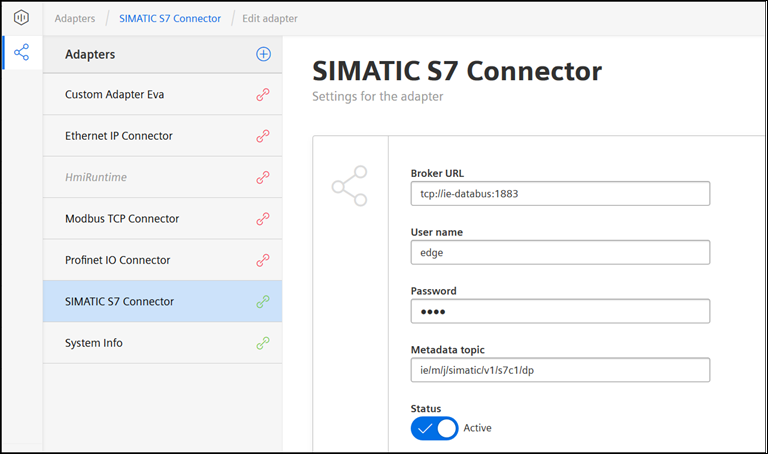 Adapters / SIMATIC S7 Connector / Edit adapter
Adapters
Custom Adapter Eva
Ethernet IP Connector
HmiRuntime
Modbus TCP Connector
Profinet IO Connector
SIMATIC S7 Connector
System Info
SIMATIC S7 Connector
Settings for the adapter
Broker URL
tcp://ie-databus:1883
User name
edge
Password
••••
Metadata topic
ie/m/j/simatic/v1/s7c1/dp
Status
Active